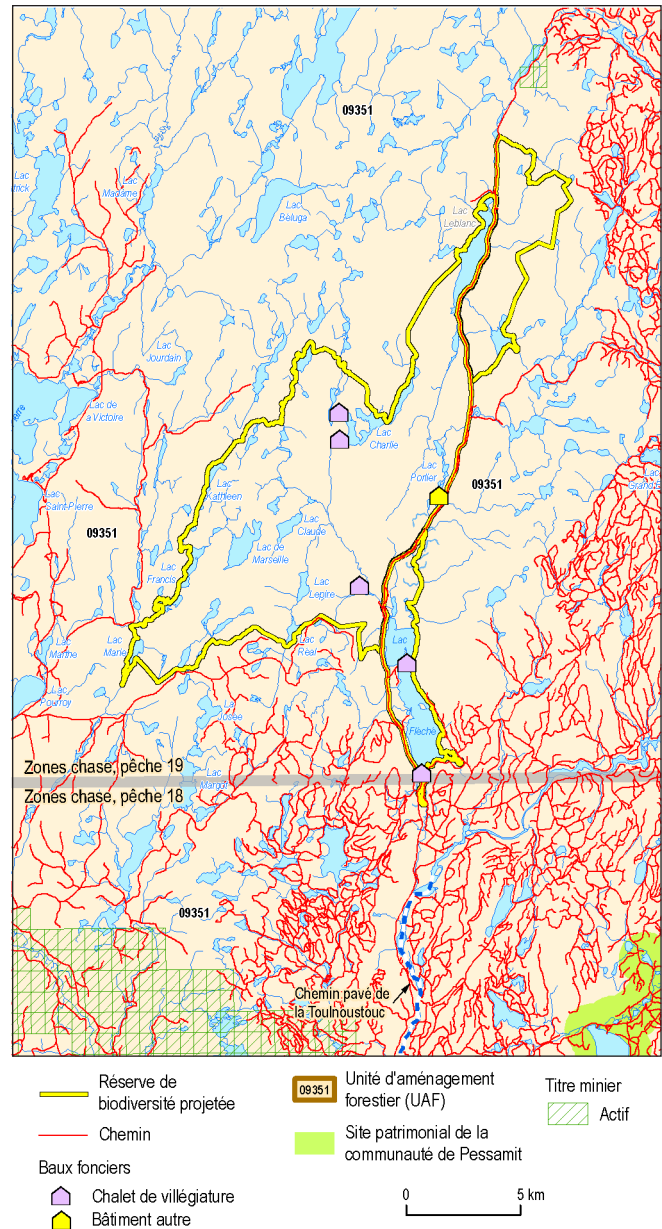 09351
Lac
Madame
Lac
Béluga
Lac
Leblanc
Lac
Jourdain
Lac de
la Victoire
Lac
Charlie
Lac
Porlier
Lac
Kathleen
09351
Lac
Saint-Pierre
09351
Lac
Claude
Lac de
Marseille
Lac
Francis
Lac
Lepire
Lac
Marthe
Lac
Marie
Lac
Réal
Lac
Lac
Pourroy
La
Josée
Fléché
Zones chase, pêche 19
Lac
Margot
Zones chase, pêche 18
09351
Chemin pavé de
la Toulnoustouc
Réserve de
biodiversité projetée
Chemin
Baux fonciers
Chalet de villégiature
Bâtiment autre
09351
Unité d'aménagement
forestier (UAF)
Site patrimonial de la
communauté de Pessamit
0 5 km
Titre minier
Actif